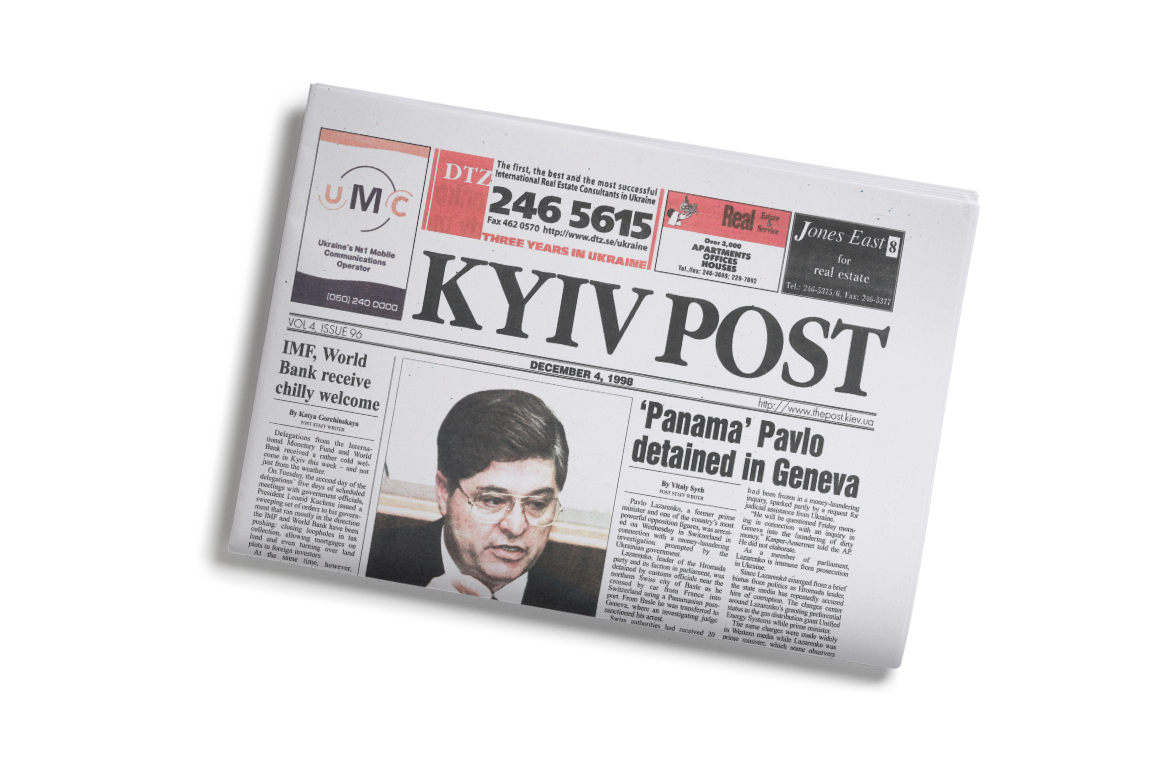 UMC
Ukraine's №1 Mobile
Communications
Operator
(050) 240 0000
DTZ
The first, the best and the most successful
International Real Estate Consultants in Ukraine
246 5615
Fax 462 0570 http://www.dtz.se/ukraine
THREE YEARS IN UKRAINE
Real
Estate
&
Service
Over 3,000
APARTMENTS
OFFICES
HOUSES
Tel./fax: 246-3689; 229-7092
Jones East 8
for
real estate
Tel.: 246-5375/6, Fax: 246-5377
KYIV POST
VOL 4, ISSUE 96
DECEMBER 4, 1998
http://www.thepost.kiev.ua
IMF, World
Bank receive
chilly welcome
By Katya Gorchinskaya
POST STAFF WRITER
Delegations from the Interna-
tional Monetary Fund and World
Bank received a rather cold wel-
come in Kyiv this week – and not
just from the weather.
On Tuesday, the second day of the
delegations' five days of scheduled
meetings with government officials,
President Leonid Kuchma issued a
sweeping set of orders to his govern-
ment that ran mostly in the direction
the IMF and World Bank have been
pushing: closing loopholes in tax
collection, allowing mortgages on
land and even turning over land
plots to foreign investors.
At the same time, however,
'Panama' Pavlo
detained in Geneva
By Vitaly Sych
POST STAFF WRITER
Pavlo Lazarenko, a former prime
minister and one of the country's most
powerful opposition figures, was arrest-
ed on Wednesday in Switzerland in
connection with a money-laundering
investigation prompted by the
Ukrainian government.
Lazarenko, leader of the Hromada
party and its faction in parliament, was
detained by customs officials near the
northern Swiss city of Basle as he
crossed by car from France into
Switzerland using a Panamanian pass-
port. From Basle he was transferred to
Geneva, where an investigating judge
sanctioned his arrest.
Swiss authorities had received 20
had been frozen in a money-laundering
inquiry, sparked partly by a request for
judicial assistance from Ukraine.
"He will be questioned Friday morn-
ing in connection with an inquiry in
Geneva into the laundering of dirty
money," Kasper-Ansermet told the AP.
He did not elaborate.
As a member of parliament,
Lazarenko is immune from prosecution
in Ukraine.
Since Lazarenko emerged from a brief
hiatus from politics as Hromada leader,
the state media has repeatedly accused
him of corruption. The charges center
around Lazarenko's granting preferential
status to the gas distribution giant Unified
Energy Systems while prime minister.
The same charges were made widely
in Western media while Lazarenko was
prime minister, which some observers